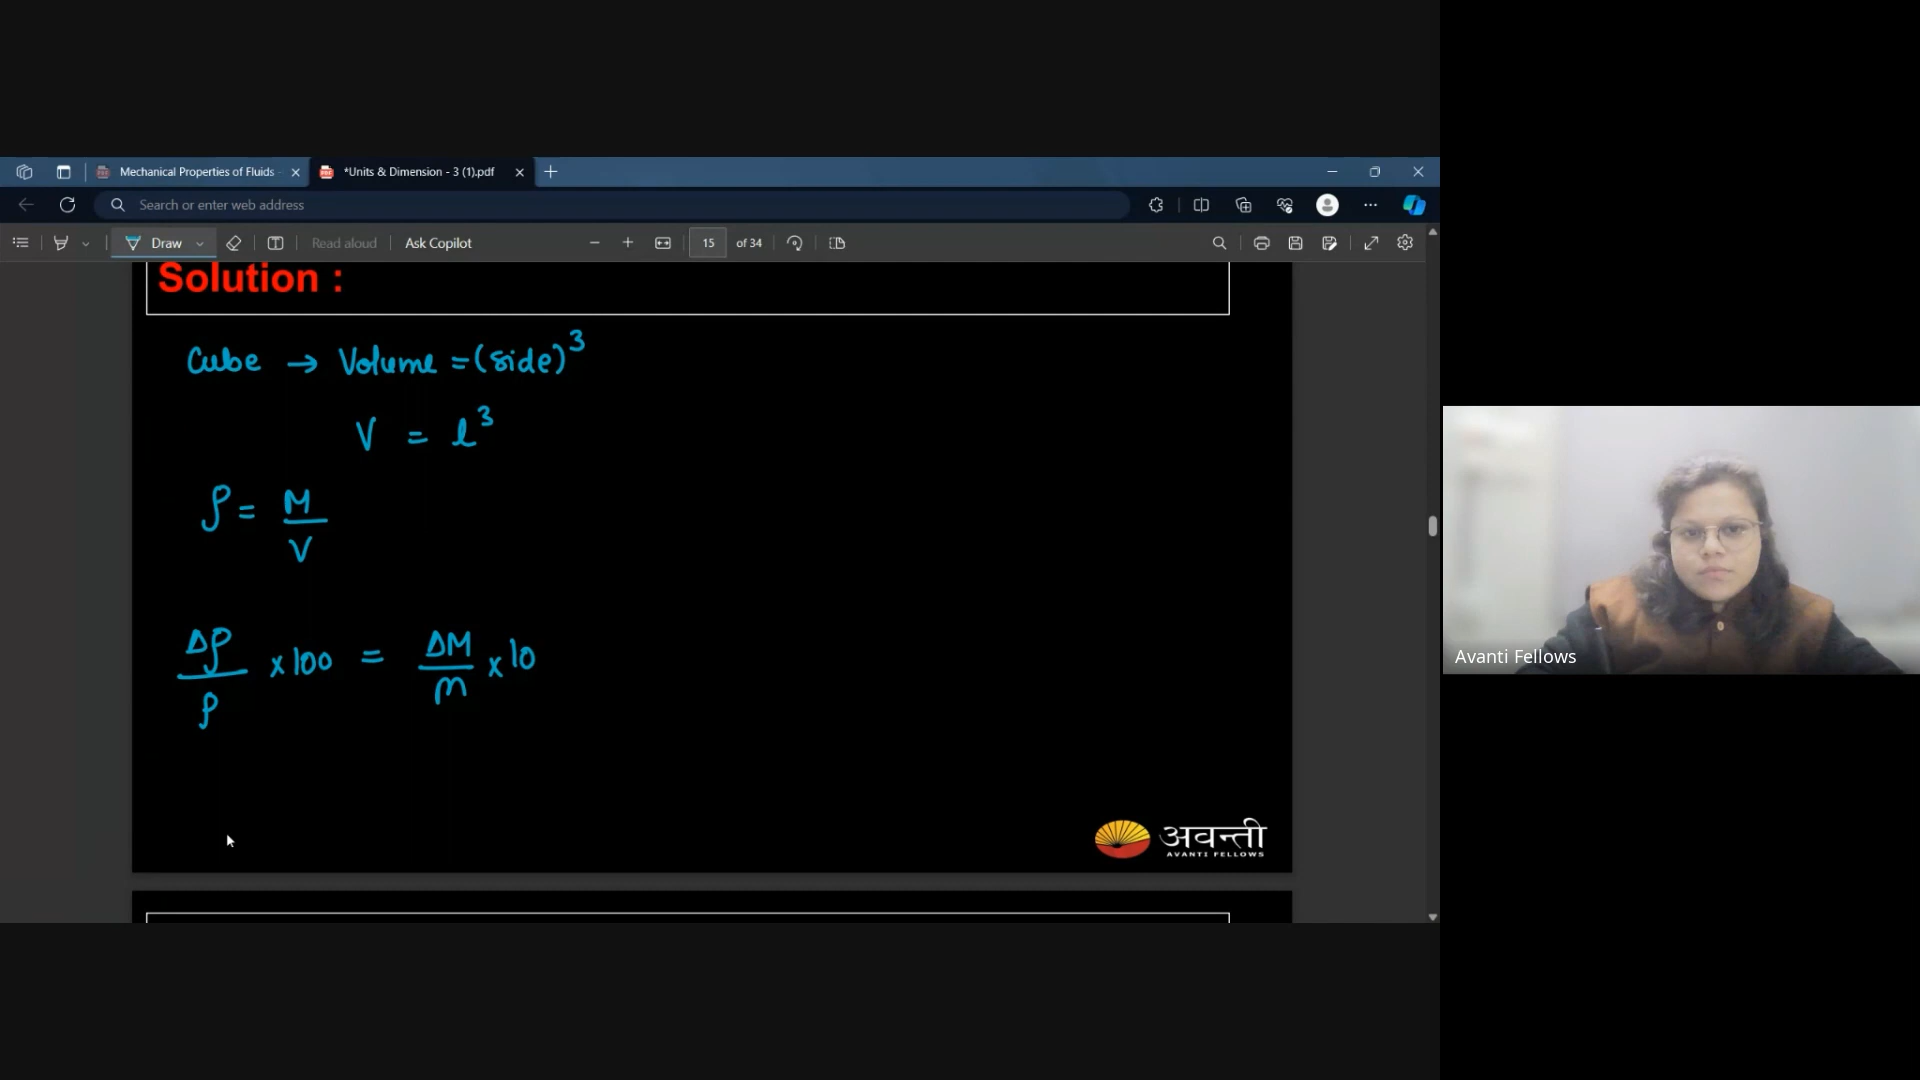 Mechanical Properties of Fluids -
*Units & Dimension - 3 (1).pdf
Search or enter web address
Draw
Read aloud
Ask Copilot
15 of 34
Solution :
Cube → Volume = (side)³
V = l³
ρ = M/V
Δρ/ρ × 100 = ΔM/m × 10
अवन्ती
AVANTI FELLOWS
Avanti Fellows